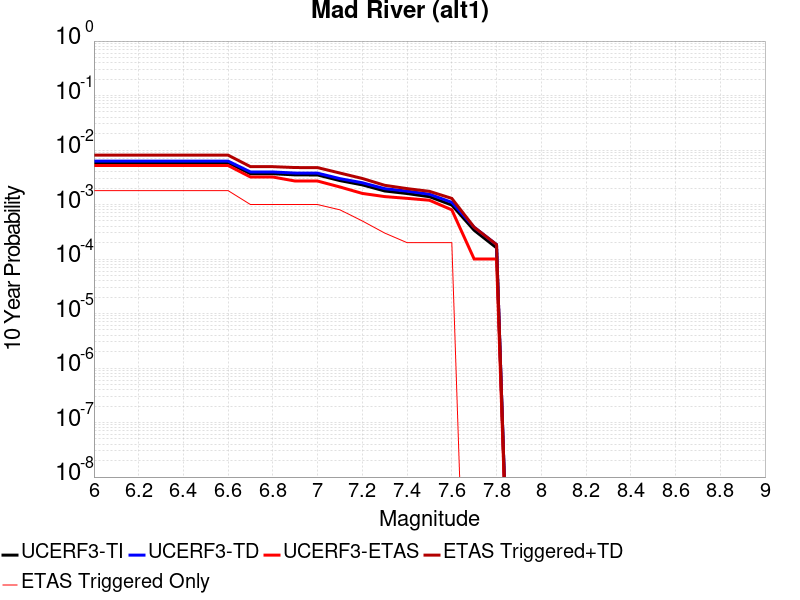 Mad River (alt1)
10^0
10^-1
10^-2
10^-3
10^-4
10^-5
10^-6
10^-7
10^-8
10 Year Probability
6 6.2 6.4 6.6 6.8 7 7.2 7.4 7.6 7.8 8 8.2 8.4 8.6 8.8 9
Magnitude
UCERF3-TI UCERF3-TD UCERF3-ETAS ETAS Triggered+TD
ETAS Triggered Only